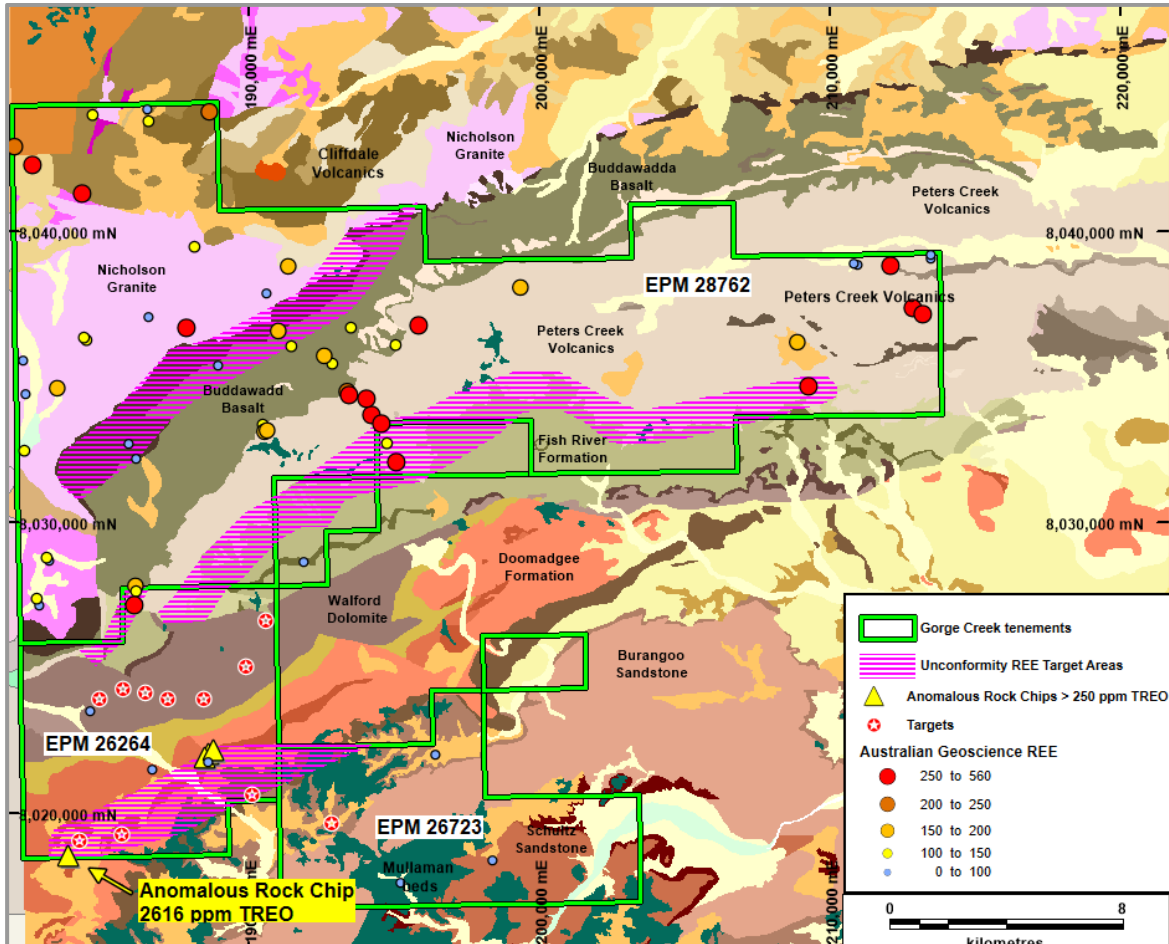 190,000 mE
200,000 mE
210,000 mE
220,000 mE
Nicholson
Granite
Cliffdale
Volcanics
Buddawadda
Basalt
Peters Creek
Volcanics
8,040,000 mN
8,040,000 mN
Nicholson
Granite
EPM 28762
Peters Creek Volcanics
Peters Creek
Volcanics
Buddawadd
Basalt
Fish River
Formation
8,030,000 mN
8,030,000 mN
Doomadgee
Formation
Walford
Dolomite
Burangoo
Sandstone
EPM 26264
8,020,000 mN
EPM 26723
Schultz
Sandstone
Mullaman
Beds
Anomalous Rock Chip
2616 ppm TREO
190,000 mE
200,000 mE
210,000 mE
Gorge Creek tenements
Unconformity REE Target Areas
Anomalous Rock Chips > 250 ppm TREO
Targets
Australian Geoscience REE
250 to 560
200 to 250
150 to 200
100 to 150
0 to 100
0 8
kilometres